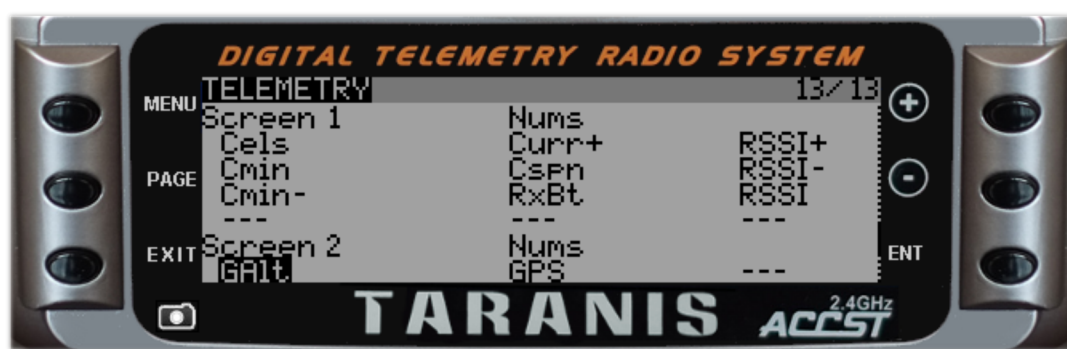 DIGITAL TELEMETRY RADIO SYSTEM
MENU
PAGE
EXIT
TELEMETRY 13/13
Screen 1 Nums
Cels Curr+ RSSI+
Cmin Cspn RSSI-
Cmin- RxBt RSSI
--- --- ---
Screen 2 Nums
GAlt GPS ---
+
-
ENT
TARANIS
2.4GHz
ACCST